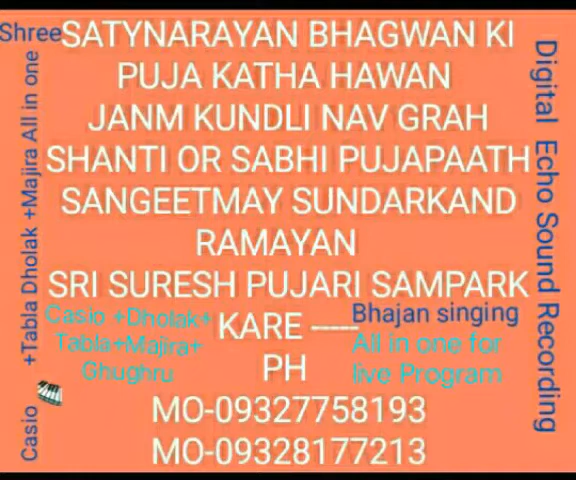 Shree SATYNARAYAN BHAGWAN KI
PUJA KATHA HAWAN
JANM KUNDLI NAV GRAH
SHANTI OR SABHI PUJAPAATH
SANGEETMAY SUNDARKAND
RAMAYAN
SRI SURESH PUJARI SAMPARK
KARE -----
PH
MO-09327758193
MO-09328177213
Casio +Dholak+
Tabla+Majira+
Ghughru
Bhajan singing
All in one for
live Program
Casio +Tabla Dholak +Majira All in one
Digital Echo Sound Recording